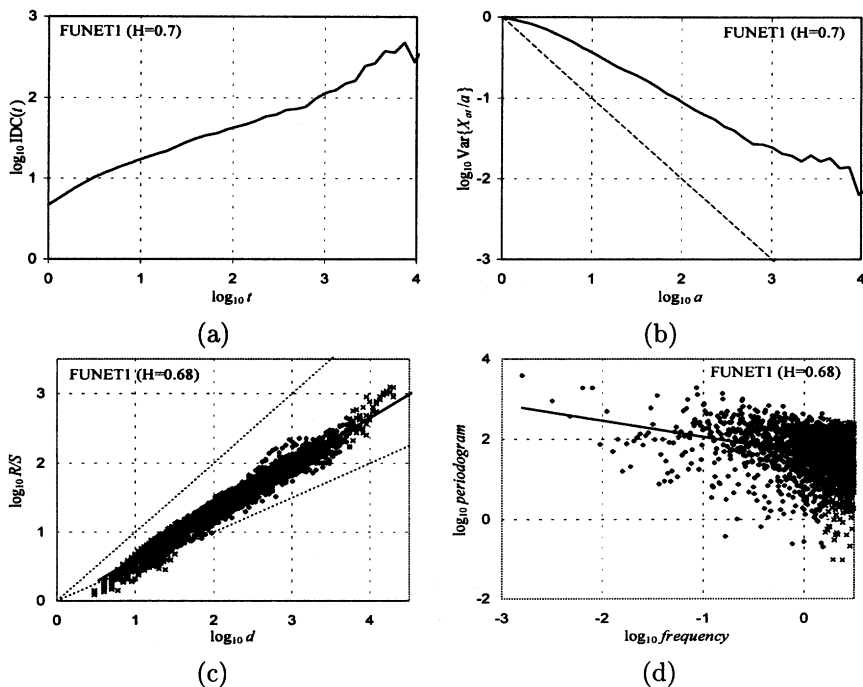 FUNET1 (H=0.7)
log₁₀ IDC(t)
3
2
1
0
0 1 2 3 4
log₁₀ t
(a)
FUNET1 (H=0.7)
log₁₀ Var{X_at/a}
0
-1
-2
-3
0 1 2 3 4
log₁₀ a
(b)
FUNET1 (H=0.68)
log₁₀ R/S
3
2
1
0
0 1 2 3 4
log₁₀ d
(c)
FUNET1 (H=0.68)
log₁₀ periodogram
4
2
0
-2
-3 -2 -1 0
log₁₀ frequency
(d)